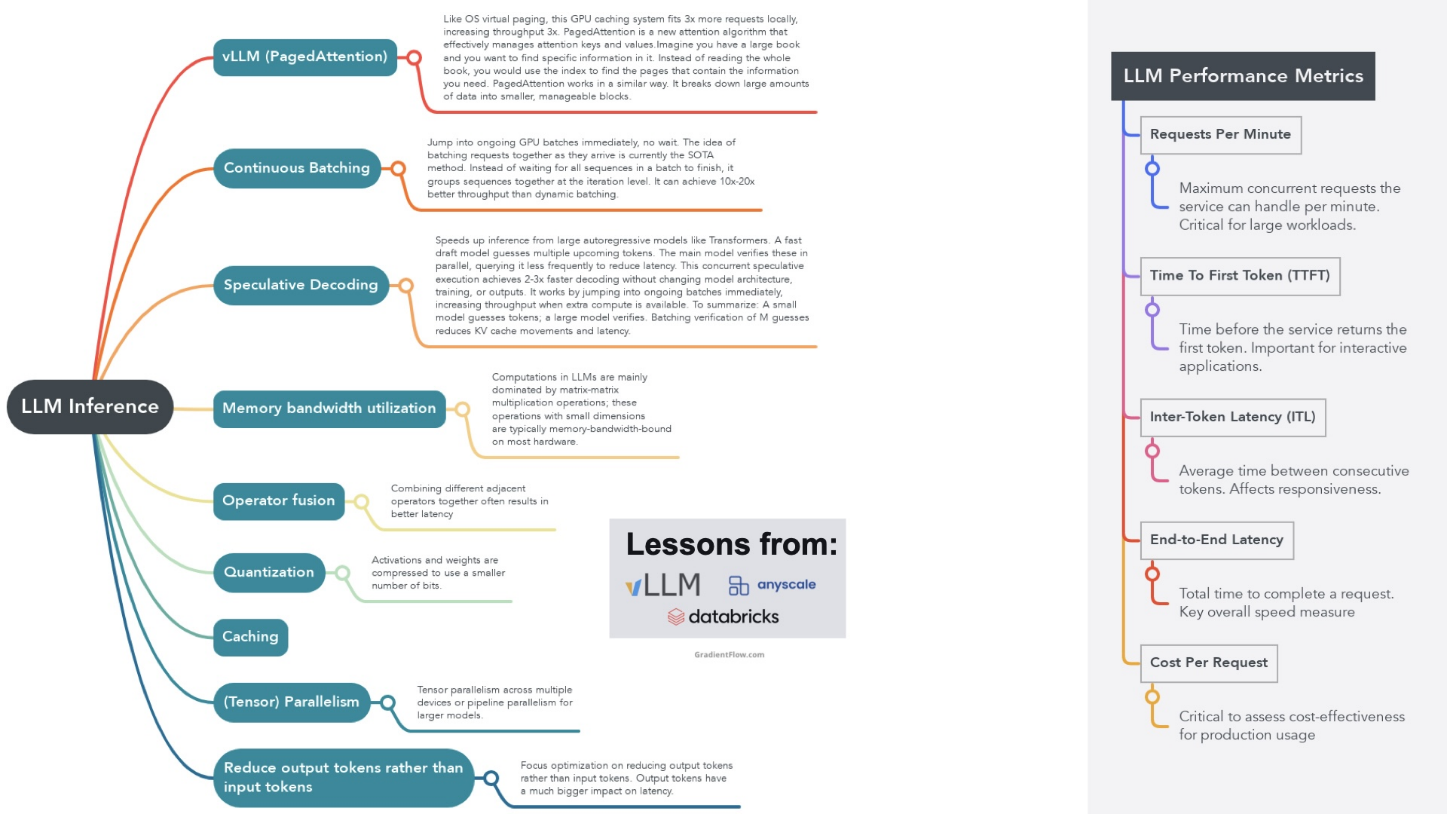 vLLM (PagedAttention)
Like OS virtual paging, this GPU caching system fits 3x more requests locally,
increasing throughput 3x. PagedAttention is a new attention algorithm that
effectively manages attention keys and values.Imagine you have a large book
and you want to find specific information in it. Instead of reading the whole
book, you would use the index to find the pages that contain the information
you need. PagedAttention works in a similar way. It breaks down large amounts
of data into smaller, manageable blocks.
Continuous Batching
Jump into ongoing GPU batches immediately, no wait. The idea of
batching requests together as they arrive is currently the SOTA
method. Instead of waiting for all sequences in a batch to finish, it
groups sequences together at the iteration level. It can achieve 10x-20x
better throughput than dynamic batching.
Speculative Decoding
Speeds up inference from large autoregressive models like Transformers. A fast
draft model guesses multiple upcoming tokens. The main model verifies these in
parallel, querying it less frequently to reduce latency. This concurrent speculative
execution achieves 2-3x faster decoding without changing model architecture,
training, or outputs. It works by jumping into ongoing batches immediately,
increasing throughput when extra compute is available. To summarize: A small
model guesses tokens; a large model verifies. Batching verification of M guesses
reduces KV cache movements and latency.
LLM Inference
Memory bandwidth utilization
Computations in LLMs are mainly
dominated by matrix-matrix
multiplication operations; these
operations with small dimensions
are typically memory-bandwidth-bound
on most hardware.
Operator fusion
Combining different adjacent
operators together often results in
better latency
Quantization
Activations and weights are
compressed to use a smaller
number of bits.
Caching
(Tensor) Parallelism
Tensor parallelism across multiple
devices or pipeline parallelism for
larger models.
Reduce output tokens rather than
input tokens
Focus optimization on reducing output tokens
rather than input tokens. Output tokens have
a much bigger impact on latency.
Lessons from:
vLLM
anyscale
databricks
GradientFlow.com
LLM Performance Metrics
Requests Per Minute
Maximum concurrent requests the
service can handle per minute.
Critical for large workloads.
Time To First Token (TTFT)
Time before the service returns the
first token. Important for interactive
applications.
Inter-Token Latency (ITL)
Average time between consecutive
tokens. Affects responsiveness.
End-to-End Latency
Total time to complete a request.
Key overall speed measure
Cost Per Request
Critical to assess cost-effectiveness
for production usage